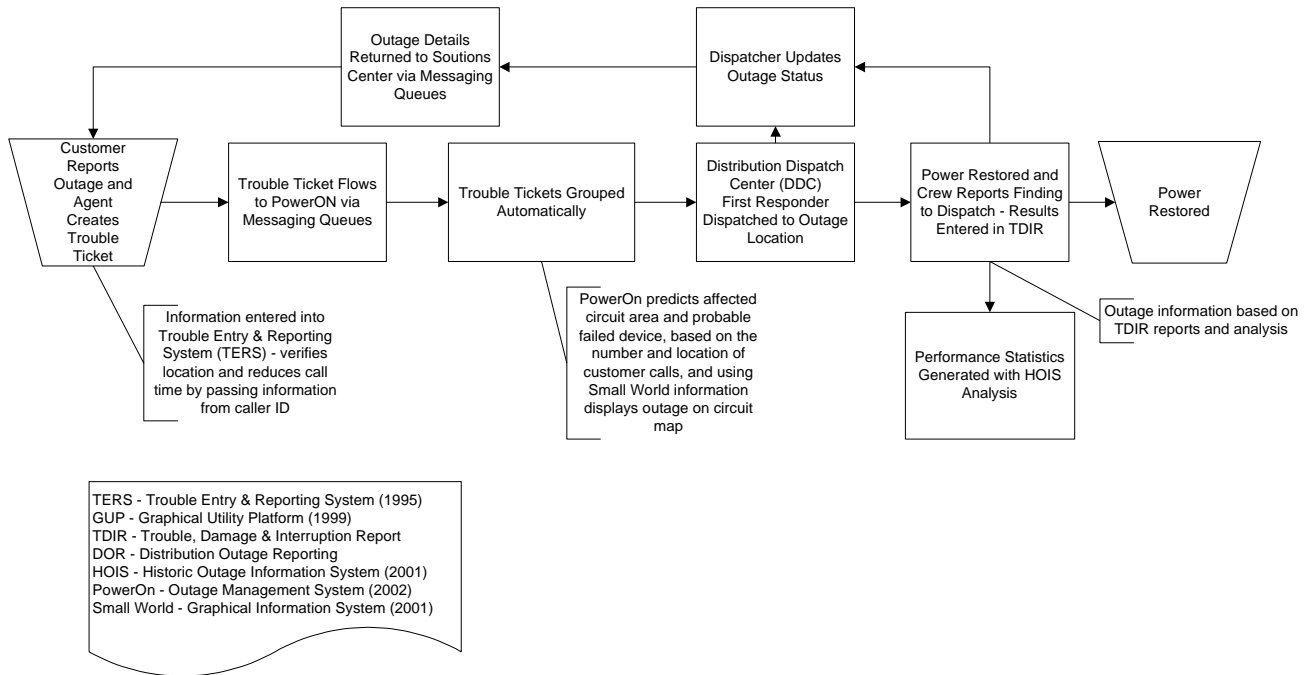 Outage Details
Returned to Soutions
Center via Messaging
Queues
Dispatcher Updates
Outage Status
Customer
Reports
Outage and
Agent
Creates
Trouble
Ticket
Trouble Ticket Flows
to PowerON via
Messaging Queues
Trouble Tickets Grouped
Automatically
Distribution Dispatch
Center (DDC)
First Responder
Dispatched to Outage
Location
Power Restored and
Crew Reports Finding
to Dispatch - Results
Entered in TDIR
Power
Restored
Information entered into
Trouble Entry & Reporting
System (TERS) - verifies
location and reduces call
time by passing information
from caller ID
PowerOn predicts affected
circuit area and probable
failed device, based on the
number and location of
customer calls, and using
Small World information
displays outage on circuit
map
Performance Statistics
Generated with HOIS
Analysis
Outage information based on
TDIR reports and analysis
TERS - Trouble Entry & Reporting System (1995)
GUP - Graphical Utility Platform (1999)
TDIR - Trouble, Damage & Interruption Report
DOR - Distribution Outage Reporting
HOIS - Historic Outage Information System (2001)
PowerOn - Outage Management System (2002)
Small World - Graphical Information System (2001)